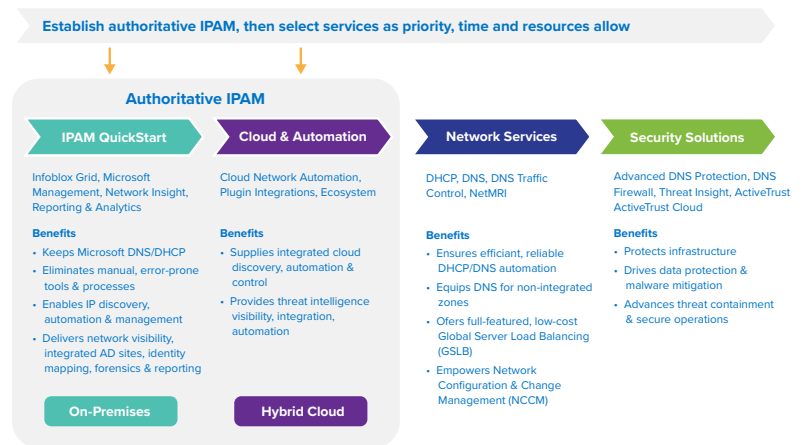 Establish authoritative IPAM, then select services as priority, time and resources allow
Authoritative IPAM
IPAM QuickStart
Infoblox Grid, Microsoft
Management, Network Insight,
Reporting & Analytics
Benefits
• Keeps Microsoft DNS/DHCP
• Eliminates manual, error-prone
tools & processes
• Enables IP discovery,
automation & management
• Delivers network visibility,
integrated AD sites, identity
mapping, forensics & reporting
On-Premises
Cloud & Automation
Cloud Network Automation,
Plugin Integrations, Ecosystem
Benefits
• Supplies integrated cloud
discovery, automation &
control
• Provides threat intelligence
visibility, integration,
automation
Hybrid Cloud
Network Services
DHCP, DNS, DNS Traffic
Control, NetMRI
Benefits
• Ensures efficiant, reliable
DHCP/DNS automation
• Equips DNS for non-integrated
zones
• Ofers full-featured, low-cost
Global Server Load Balancing
(GSLB)
• Empowers Network
Configuration & Change
Management (NCCM)
Security Solutions
Advanced DNS Protection, DNS
Firewall, Threat Insight, ActiveTrust
ActiveTrust Cloud
Benefits
• Protects infrastructure
• Drives data protection &
malware mitigation
• Advances threat containment
& secure operations